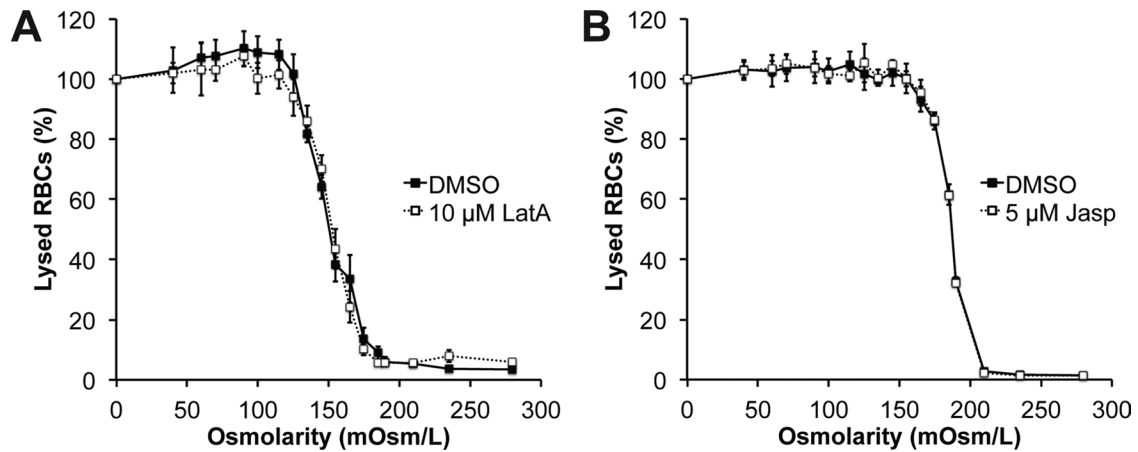 A
120
100
80
60
40
20
0
Lysed RBCs (%)
DMSO
10 µM LatA
0 50 100 150 200 250 300
Osmolarity (mOsm/L)
B
120
100
80
60
40
20
0
Lysed RBCs (%)
DMSO
5 µM Jasp
0 50 100 150 200 250 300
Osmolarity (mOsm/L)